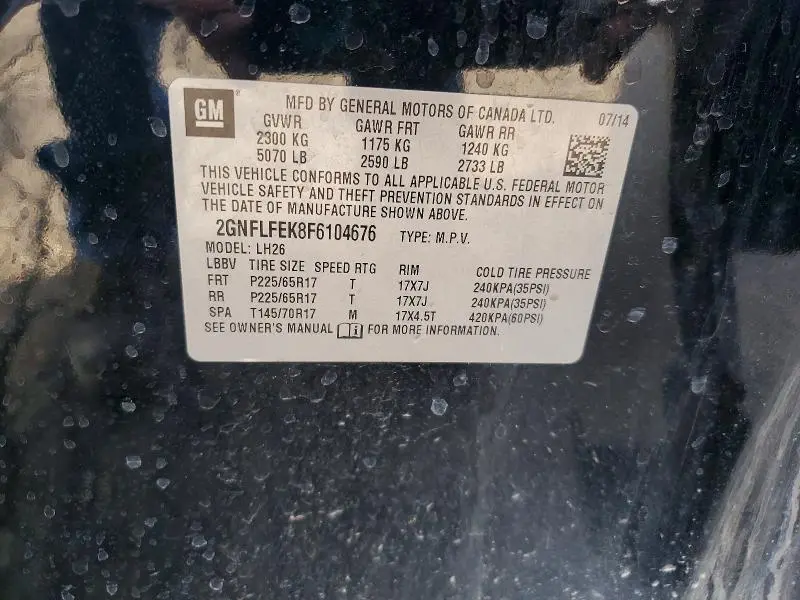 GM
MFD BY GENERAL MOTORS OF CANADA LTD. 07/14
GVWR GAWR FRT GAWR RR
2300 KG 1175 KG 1240 KG
5070 LB 2590 LB 2733 LB
THIS VEHICLE CONFORMS TO ALL APPLICABLE U.S. FEDERAL MOTOR
VEHICLE SAFETY AND THEFT PREVENTION STANDARDS IN EFFECT ON
THE DATE OF MANUFACTURE SHOWN ABOVE.
2GNFLFEK8F6104676 TYPE: M.P.V.
MODEL: LH26
LBBV TIRE SIZE SPEED RTG RIM COLD TIRE PRESSURE
FRT P225/65R17 T 17X7J 240KPA(35PSI)
RR P225/65R17 T 17X7J 240KPA(35PSI)
SPA T145/70R17 M 17X4.5T 420KPA(60PSI)
SEE OWNER'S MANUAL FOR MORE INFORMATION.